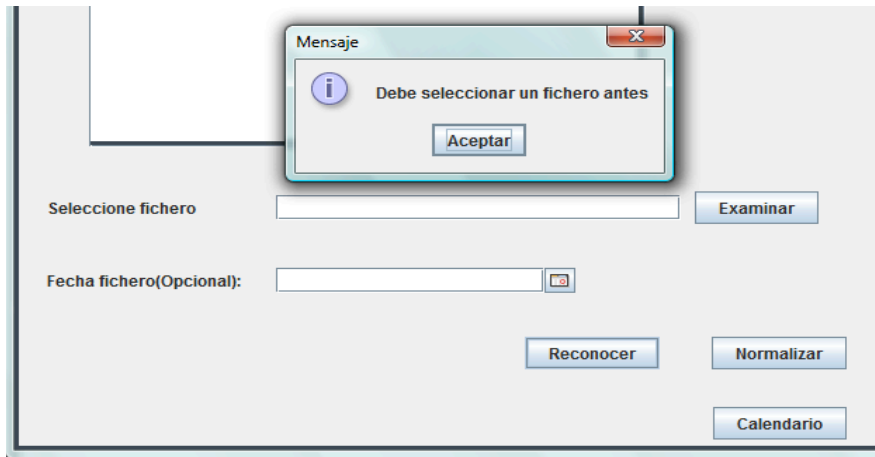 Mensaje
Debe seleccionar un fichero antes
Aceptar
Seleccione fichero
Examinar
Fecha fichero(Opcional):
Reconocer
Normalizar
Calendario